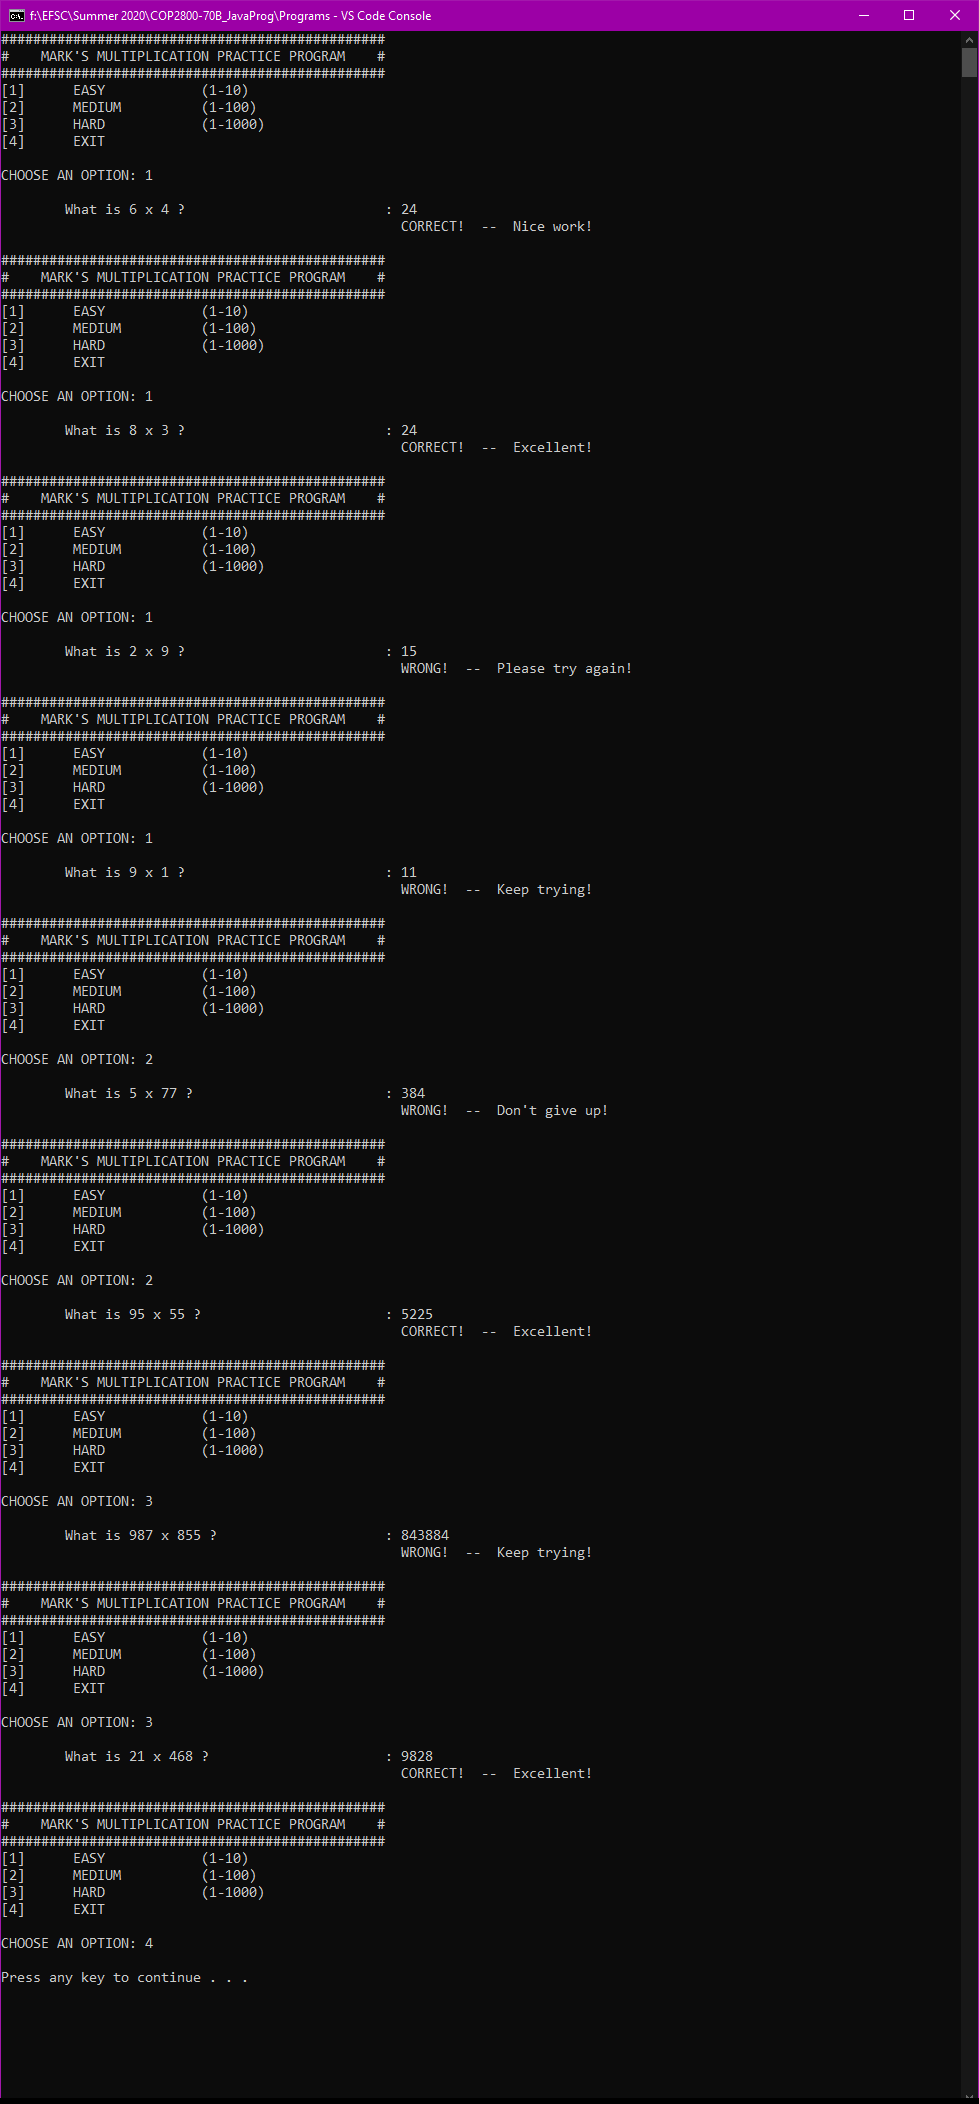 f:\EFSC\Summer 2020\COP2800-70B_JavaProg\Programs - VS Code Console
################################################
#    MARK'S MULTIPLICATION PRACTICE PROGRAM    #
################################################
[1]      EASY            (1-10)
[2]      MEDIUM          (1-100)
[3]      HARD            (1-1000)
[4]      EXIT
CHOOSE AN OPTION: 1
What is 6 x 4 ?                         : 24
CORRECT!  --  Nice work!
################################################
#    MARK'S MULTIPLICATION PRACTICE PROGRAM    #
################################################
[1]      EASY            (1-10)
[2]      MEDIUM          (1-100)
[3]      HARD            (1-1000)
[4]      EXIT
CHOOSE AN OPTION: 1
What is 8 x 3 ?                         : 24
CORRECT!  --  Excellent!
################################################
#    MARK'S MULTIPLICATION PRACTICE PROGRAM    #
################################################
[1]      EASY            (1-10)
[2]      MEDIUM          (1-100)
[3]      HARD            (1-1000)
[4]      EXIT
CHOOSE AN OPTION: 1
What is 2 x 9 ?                         : 15
WRONG!  --  Please try again!
################################################
#    MARK'S MULTIPLICATION PRACTICE PROGRAM    #
################################################
[1]      EASY            (1-10)
[2]      MEDIUM          (1-100)
[3]      HARD            (1-1000)
[4]      EXIT
CHOOSE AN OPTION: 1
What is 9 x 1 ?                         : 11
WRONG!  --  Keep trying!
################################################
#    MARK'S MULTIPLICATION PRACTICE PROGRAM    #
################################################
[1]      EASY            (1-10)
[2]      MEDIUM          (1-100)
[3]      HARD            (1-1000)
[4]      EXIT
CHOOSE AN OPTION: 2
What is 5 x 77 ?                        : 384
WRONG!  --  Don't give up!
################################################
#    MARK'S MULTIPLICATION PRACTICE PROGRAM    #
################################################
[1]      EASY            (1-10)
[2]      MEDIUM          (1-100)
[3]      HARD            (1-1000)
[4]      EXIT
CHOOSE AN OPTION: 2
What is 95 x 55 ?                       : 5225
CORRECT!  --  Excellent!
################################################
#    MARK'S MULTIPLICATION PRACTICE PROGRAM    #
################################################
[1]      EASY            (1-10)
[2]      MEDIUM          (1-100)
[3]      HARD            (1-1000)
[4]      EXIT
CHOOSE AN OPTION: 3
What is 987 x 855 ?                     : 843884
WRONG!  --  Keep trying!
################################################
#    MARK'S MULTIPLICATION PRACTICE PROGRAM    #
################################################
[1]      EASY            (1-10)
[2]      MEDIUM          (1-100)
[3]      HARD            (1-1000)
[4]      EXIT
CHOOSE AN OPTION: 3
What is 21 x 468 ?                      : 9828
CORRECT!  --  Excellent!
################################################
#    MARK'S MULTIPLICATION PRACTICE PROGRAM    #
################################################
[1]      EASY            (1-10)
[2]      MEDIUM          (1-100)
[3]      HARD            (1-1000)
[4]      EXIT
CHOOSE AN OPTION: 4
Press any key to continue . . .